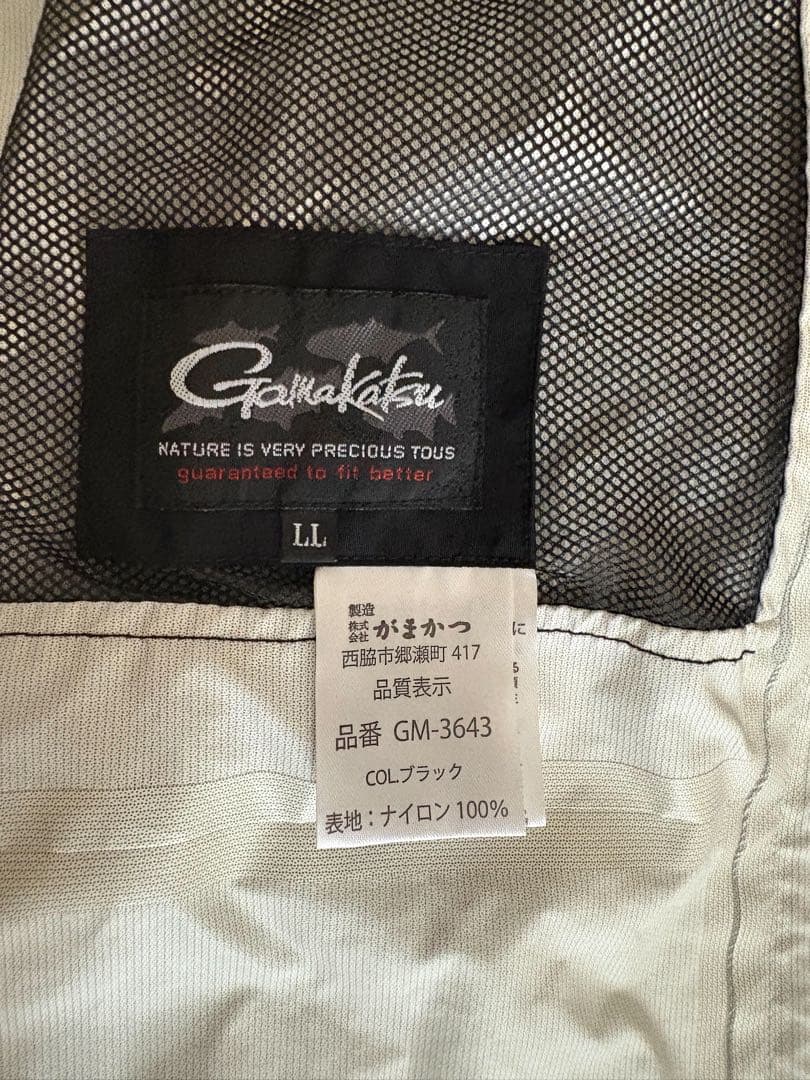 Gamakatsu
NATURE IS VERY PRECIOUS TOUS
guaranteed to fit better
LL
製造
株式会社 がまかつ
西脇市郷瀬町 417
品質表示
品番 GM-3643
COL.ブラック
表地：ナイロン 100%
に